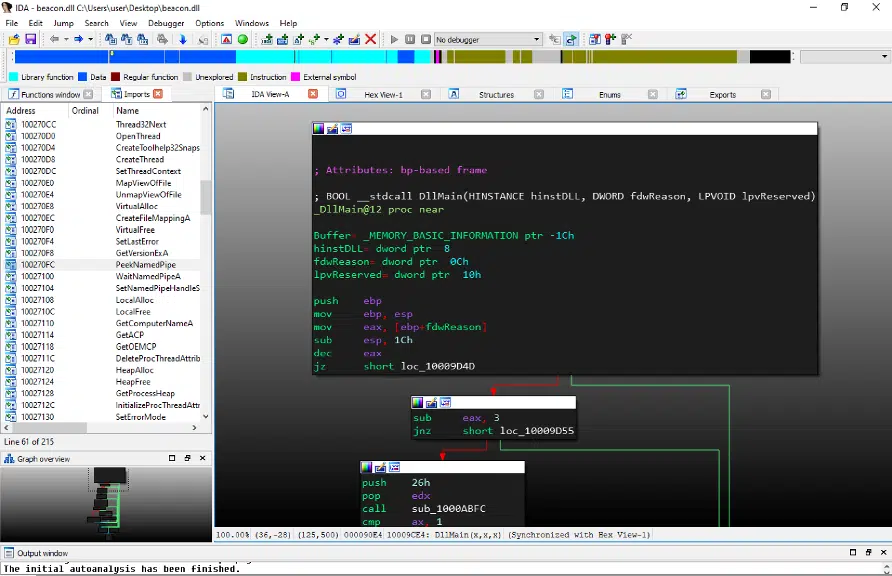 IDA - beacon.dll C:\Users\user\Desktop\beacon.dll
File Edit Jump Search View Debugger Options Windows Help
No debugger
Library function Data Regular function Unexplored Instruction External symbol
Functions window Imports IDA View-A Hex View-1 Structures Enums Exports
Address Ordinal Name
100270CC Thread32Next
100270D0 OpenThread
100270D4 CreateToolhelp32Snaps
100270D8 CreateThread
100270DC SetThreadContext
100270E0 MapViewOfFile
100270E4 UnmapViewOfFile
100270E8 VirtualAlloc
100270EC CreateFileMappingA
100270F0 VirtualFree
100270F4 SetLastError
100270F8 GetVersionExA
100270FC PeekNamedPipe
10027100 WaitNamedPipeA
10027104 SetNamedPipeHandleS
10027108 LocalAlloc
1002710C LocalFree
10027110 GetComputerNameA
10027114 GetACP
10027118 GetOEMCP
1002711C DeleteProcThreadAttrib
10027120 HeapAlloc
10027124 HeapFree
10027128 GetProcessHeap
1002712C InitializeProcThreadAttr
10027130 SetErrorMode
Line 61 of 215
Graph overview
; Attributes: bp-based frame
; BOOL __stdcall DllMain(HINSTANCE hinstDLL, DWORD fdwReason, LPVOID lpvReserved)
_DllMain@12 proc near
Buffer= _MEMORY_BASIC_INFORMATION ptr -1Ch
hinstDLL= dword ptr 8
fdwReason= dword ptr 0Ch
lpvReserved= dword ptr 10h
push ebp
mov ebp, esp
mov eax, [ebp+fdwReason]
sub esp, 1Ch
dec eax
jz short loc_10009D4D
sub eax, 3
jnz short loc_10009D55
push 26h
pop edx
call sub_1000ABFC
cmp ax, 1
100.00% (36,-28) (125,500) 000090E4 10009CE4: DllMain(x,x,x) (Synchronized with Hex View-1)
Output window
The initial autoanalysis has been finished.